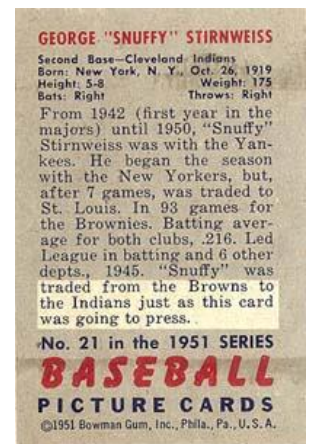 GEORGE "SNUFFY" STIRNWEISS
Second Base—Cleveland Indians
Born: New York, N. Y., Oct. 26, 1919
Height: 5-8 Weight: 175
Bats: Right Throws: Right
From 1942 (first year in the
majors) until 1950, "Snuffy"
Stirnweiss was with the Yan-
kees. He began the season
with the New Yorkers, but,
after 7 games, was traded to
St. Louis. In 93 games for
the Brownies. Batting aver-
age for both clubs, .216. Led
League in batting and 6 other
depts., 1945. "Snuffy" was
traded from the Browns to
the Indians just as this card
was going to press.
No. 21 in the 1951 SERIES
BASEBALL
PICTURE CARDS
©1951 Bowman Gum, Inc., Phila., Pa., U. S. A.